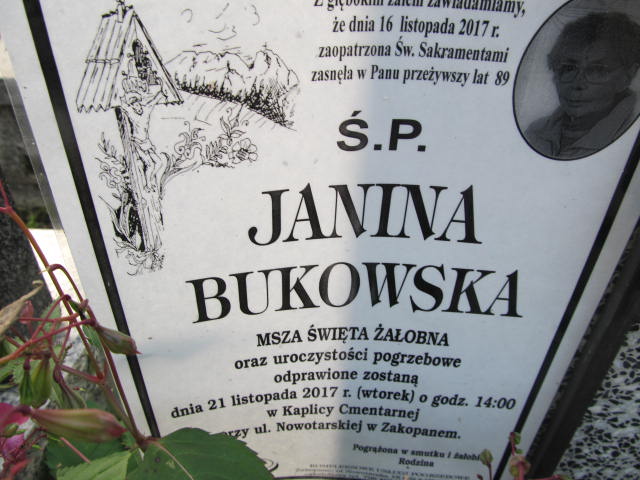 Z głębokim żalem zawiadamiamy,
że dnia 16 listopada 2017 r.
zaopatrzona Św. Sakramentami
zasnęła w Panu przeżywszy lat 89
Ś.P.
JANINA
BUKOWSKA
MSZA ŚWIĘTA ŻAŁOBNA
oraz uroczystości pogrzebowe
odprawione zostaną
dnia 21 listopada 2017 r. (wtorek) o godz. 14:00
w Kaplicy Cmentarnej
przy ul. Nowotarskiej w Zakopanem.
Pogrążona w smutku i żałobi
Rodzina